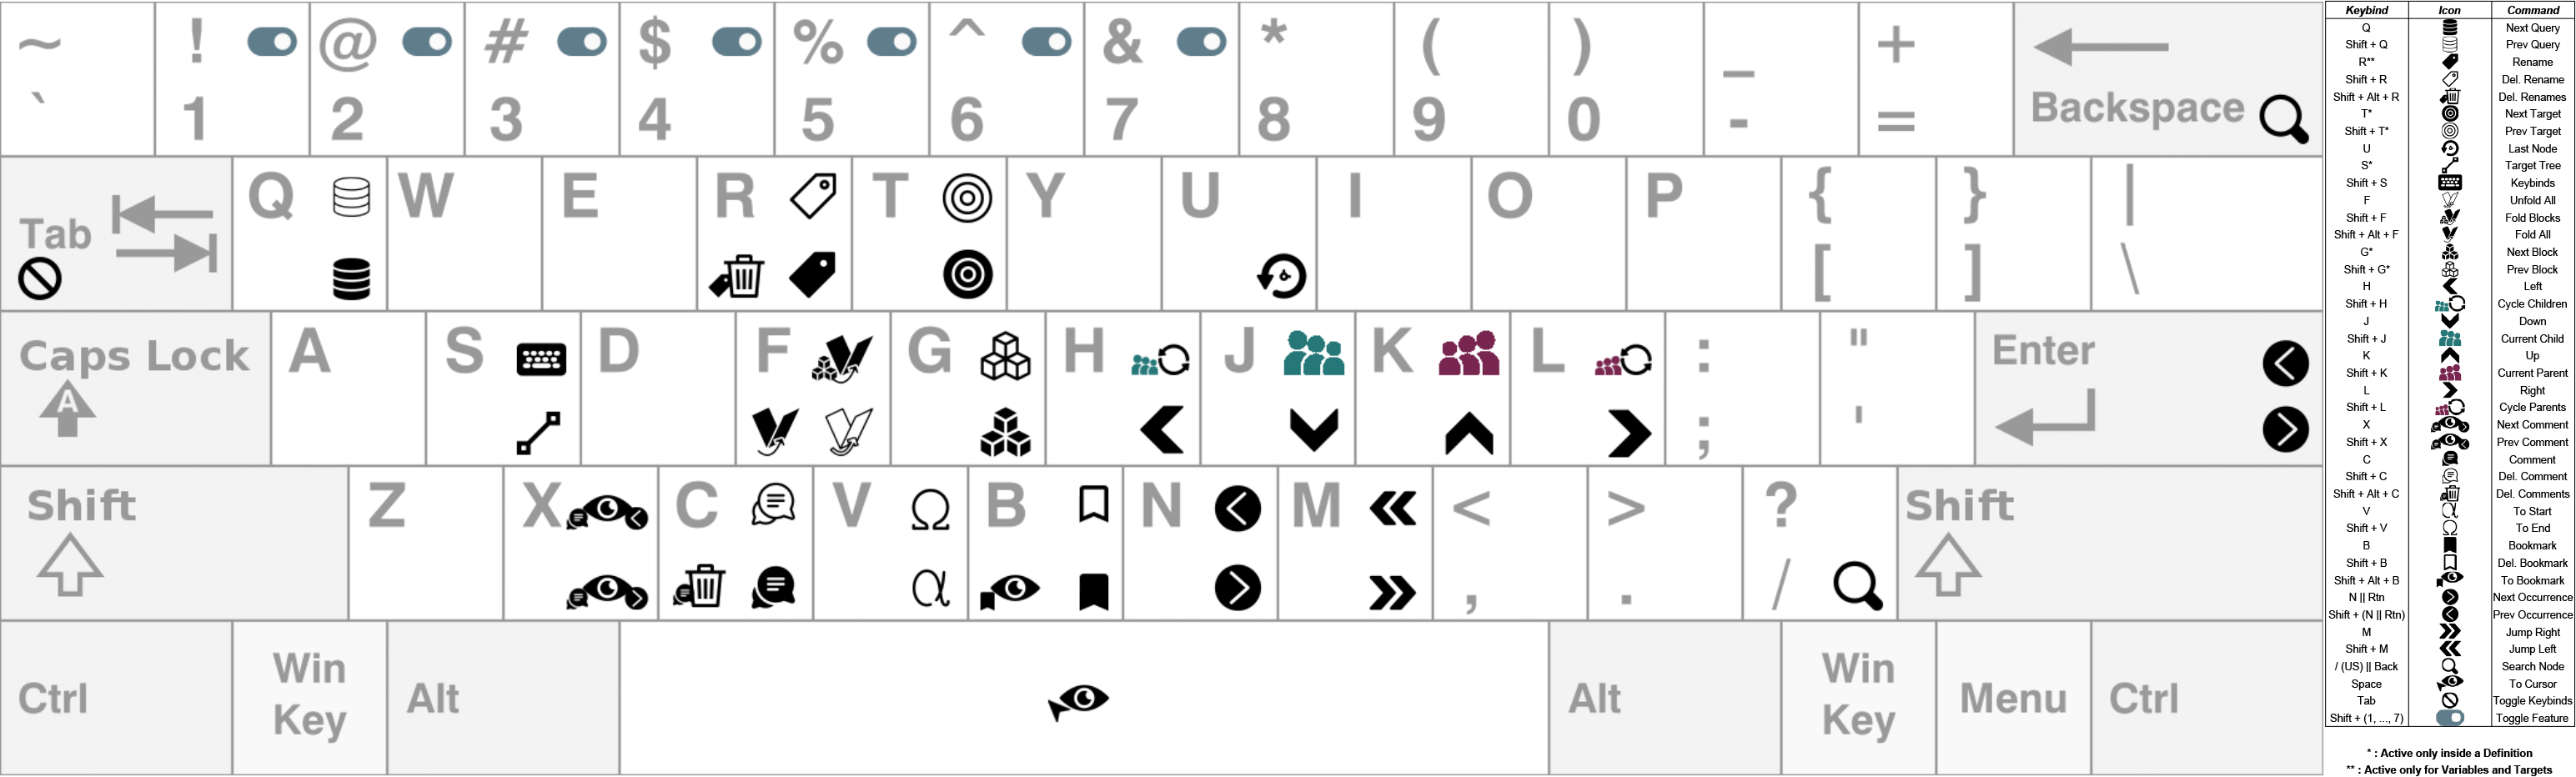 ~ ! @ # $ % ^ & * ( ) _ +
` 1 2 3 4 5 6 7 8 9 0 - = Backspace
Tab Q W E R T Y U I O P { } |
[ ] \
Caps Lock A S D F G H J K L : " Enter
A ; '
Shift Z X C V B N M < > ? Shift
Ω
α , . /
Ctrl Win Key Alt Alt Win Key Menu Ctrl
Keybind Icon Command
Q Next Query
Shift + Q Prev Query
R** Rename
Shift + R Del. Rename
Shift + Alt + R Del. Renames
T* Next Target
Shift + T* Prev Target
U Last Node
S* Target Tree
Shift + S Keybinds
F Unfold All
Shift + F Fold Blocks
Shift + Alt + F Fold All
G* Next Block
Shift + G* Prev Block
H Left
Shift + H Cycle Children
J Down
Shift + J Current Child
K Up
Shift + K Current Parent
L Right
Shift + L Cycle Parents
X Next Comment
Shift + X Prev Comment
C Comment
Shift + C Del. Comment
Shift + Alt + C Del. Comments
V α To Start
Shift + V Ω To End
B Bookmark
Shift + B Del. Bookmark
Shift + Alt + B To Bookmark
N || Rtn Next Occurrence
Shift + (N || Rtn) Prev Occurrence
M Jump Right
Shift + M Jump Left
/ (US) || Back Search Node
Space To Cursor
Tab Toggle Keybinds
Shift + (1, ..., 7) Toggle Feature
* : Active only inside a Definition
** : Active only for Variables and Targets